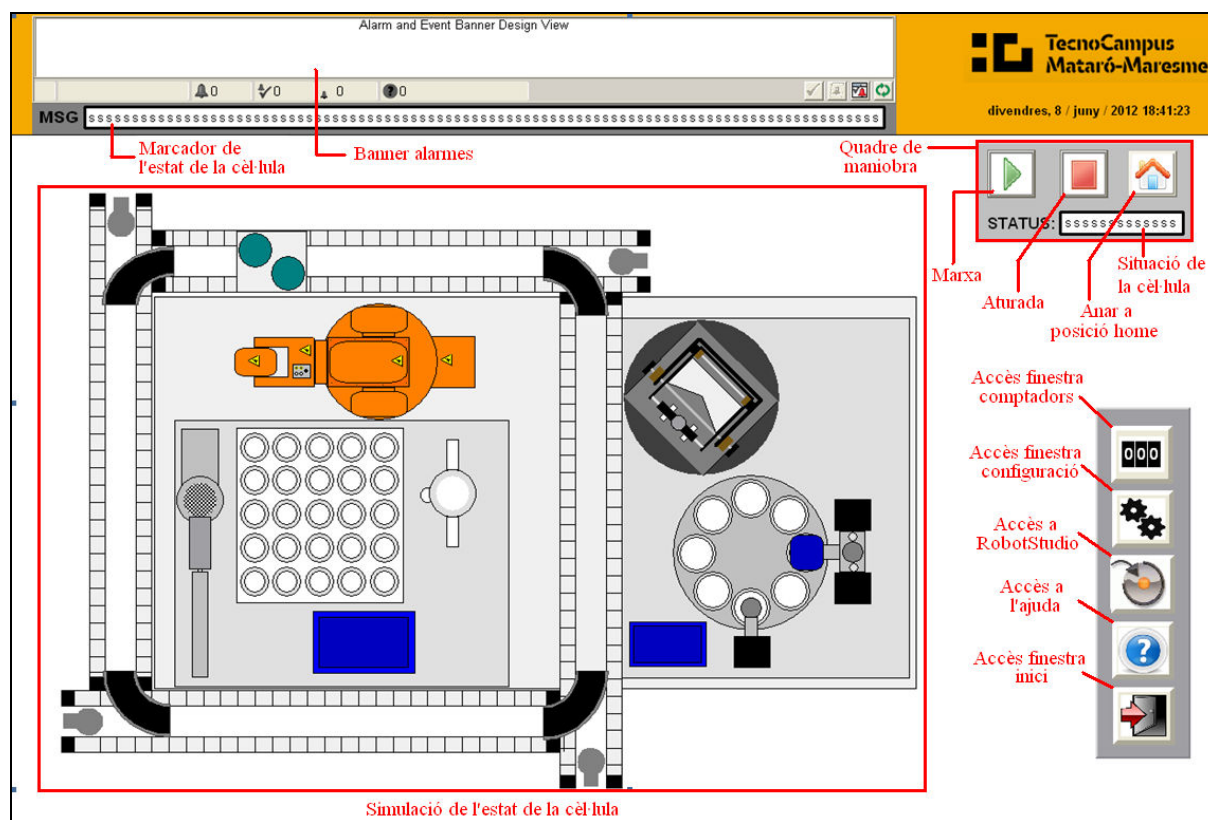 Alarm and Event Banner Design View
0
0
0
0
MSG
sssssssssssssssssssssssssssssssssssssssssssssssssssssssssssssssssssssssssssssss
TecnoCampus
Mataró-Maresme
divendres, 8 / juny / 2012 18:41:23
Marcador de
l'estat de la cèl·lula
Banner alarmes
Quadre de
maniobra
STATUS:
sssssssssssss
Marxa
Aturada
Anar a
posició home
Situació de
la cèl·lula
Accès finestra
comptadors
000
Accès finestra
configuració
Accès a
RobotStudio
Accès a
l'ajuda
?
Accès finestra
inici
Simulació de l'estat de la cèl·lula